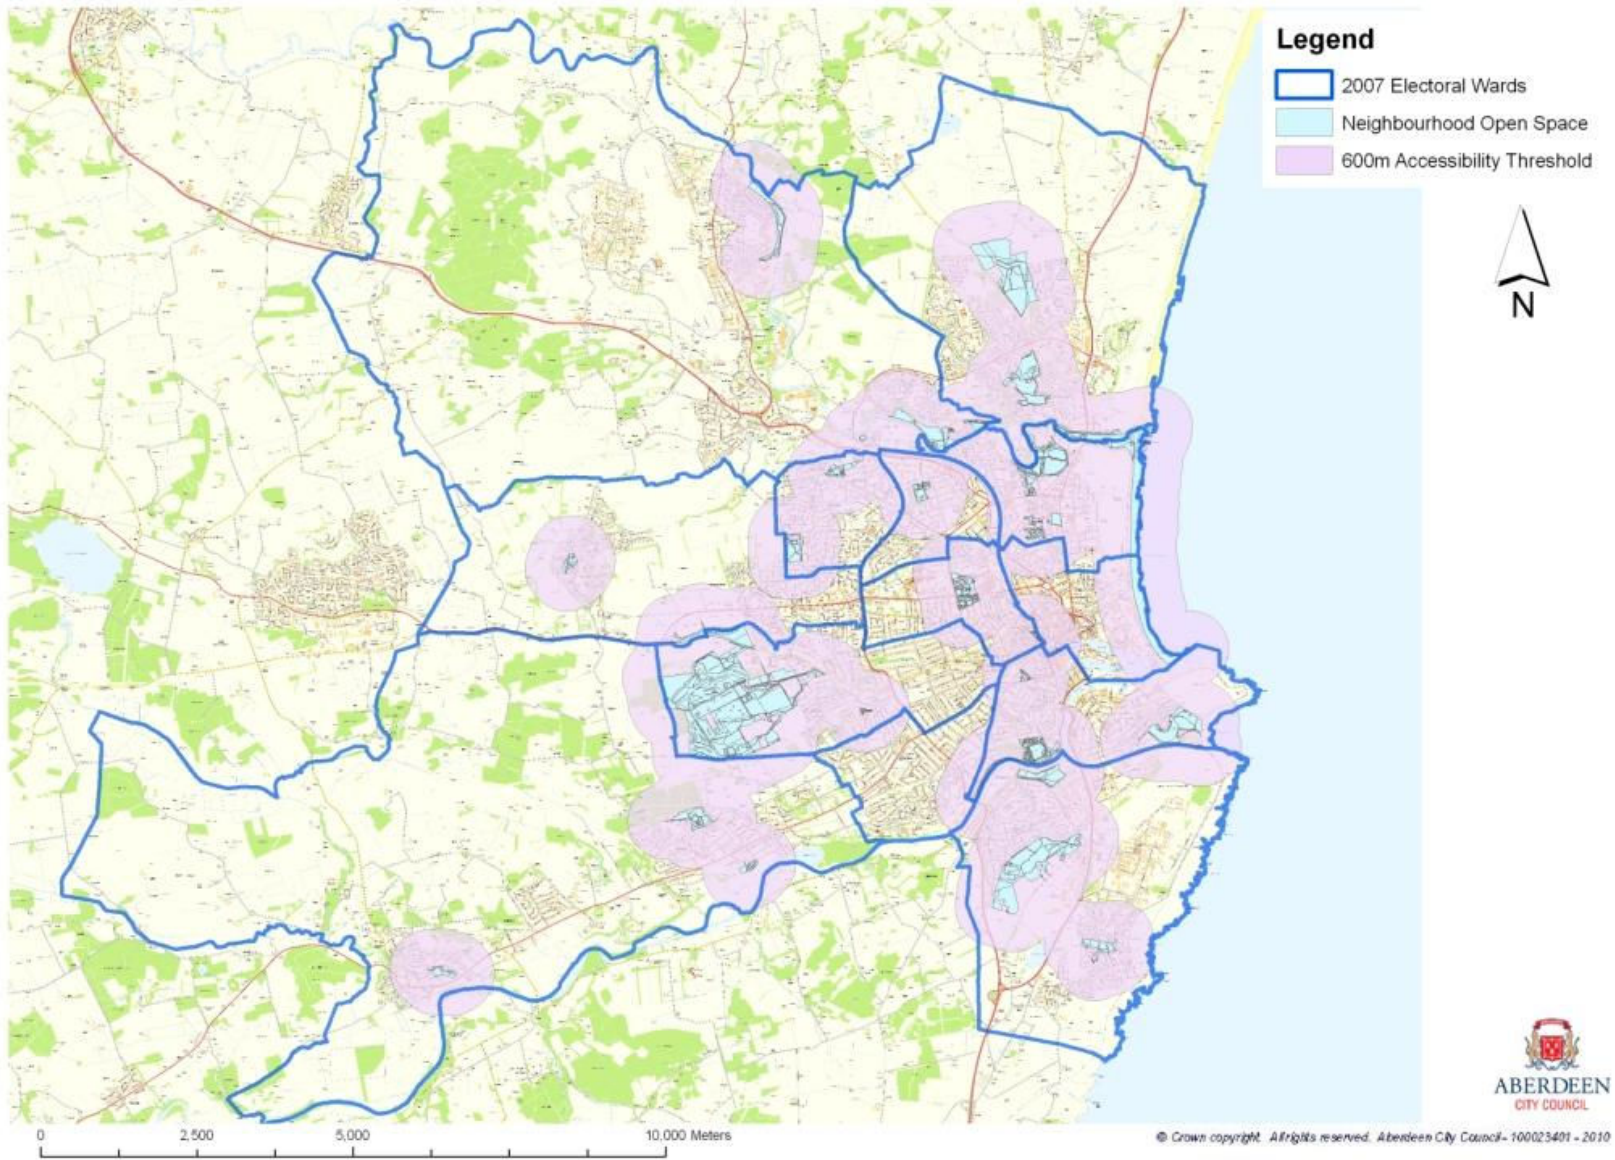 Legend
2007 Electoral Wards
Neighbourhood Open Space
600m Accessibility Threshold
N
ABERDEEN
CITY COUNCIL
0 2,500 5,000 10,000 Meters
© Crown copyright. All rights reserved. Aberdeen City Council - 100023401 - 2010